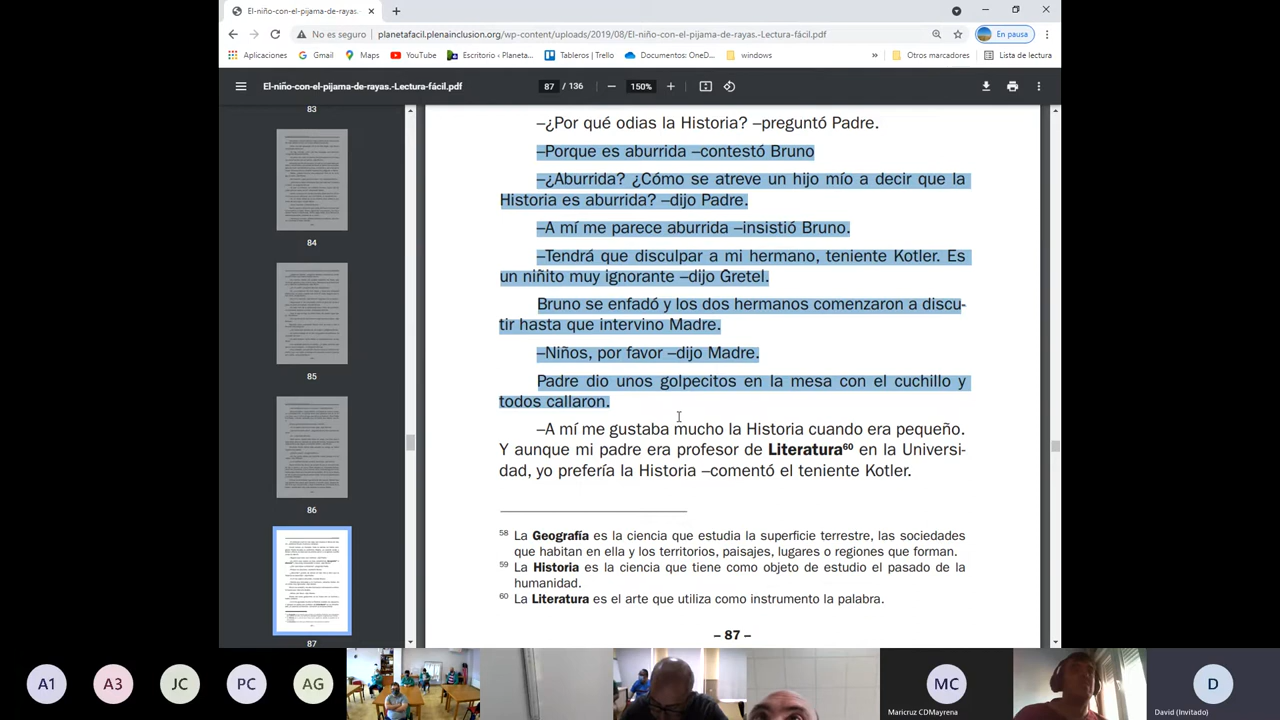 El-niño-con-el-pijama-de-rayas.-
En pausa
No es seguro
planetafacil.plenainclusion.org/wp-content/uploads/2019/08/El-niño-con-el-pijama-de-rayas.-Lectura-fácil.pdf
Aplicaciones
Gmail
Maps
YouTube
Escritorio ‹ Planeta...
Tableros | Trello
Documentos: OneD...
windows
»
Otros marcadores
Lista de lectura
El-niño-con-el-pijama-de-rayas.-Lectura-fácil.pdf
87 / 136
150%
83
84
85
86
87
–¿Por qué odias la Historia? –preguntó Padre.
–Porque es aburrida –contestó Bruno
–¿Aburrida? ¿Cómo se atreve un hijo mío a decir que la
Historia es aburrida? –dijo Padre.
–A mí me parece aburrida –insistió Bruno.
–Tendrá que disculpar a mi hermano, teniente Kotler. Es
un niñito muy ignorante –dijo Gretel.
Bruno se enfadó y los dos hermanos comenzaron a discu-
tir hasta que intervino Madre.
–Niños, por favor –dijo Madre.
Padre dio unos golpecitos en la mesa con el cuchillo y
todos callaron.
–A mí me gustaba mucho la Historia cuando era pequeño.
Y aunque mi padre era profesor de Literatura⁶⁰ en la Universi-
dad, yo prefería la Historia –comentó el teniente Kotler.
58 La Geografía es la ciencia que estudia la superficie terrestre, las sociedades
que habitan en ella y los territorios, paisajes, lugares o regiones que forman.
59 La Historia es la ciencia que tiene como objeto de estudio el pasado de la
humanidad.
60 La Literatura es el arte que utiliza como instrumento la palabra.
– 87 –
A1
A3
JC
PC
AG
MC
Maricruz CDMayrena
D
David (Invitado)